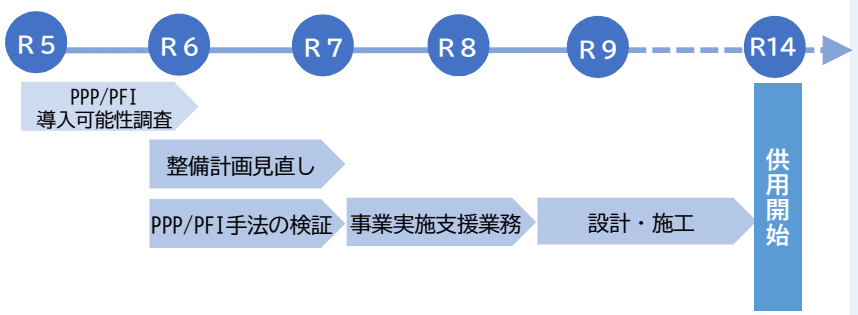 R5
R6
R7
R8
R9
R14
PPP/PFI
導入可能性調査
整備計画見直し
PPP/PFI手法の検証
事業実施支援業務
設計・施工
供用開始